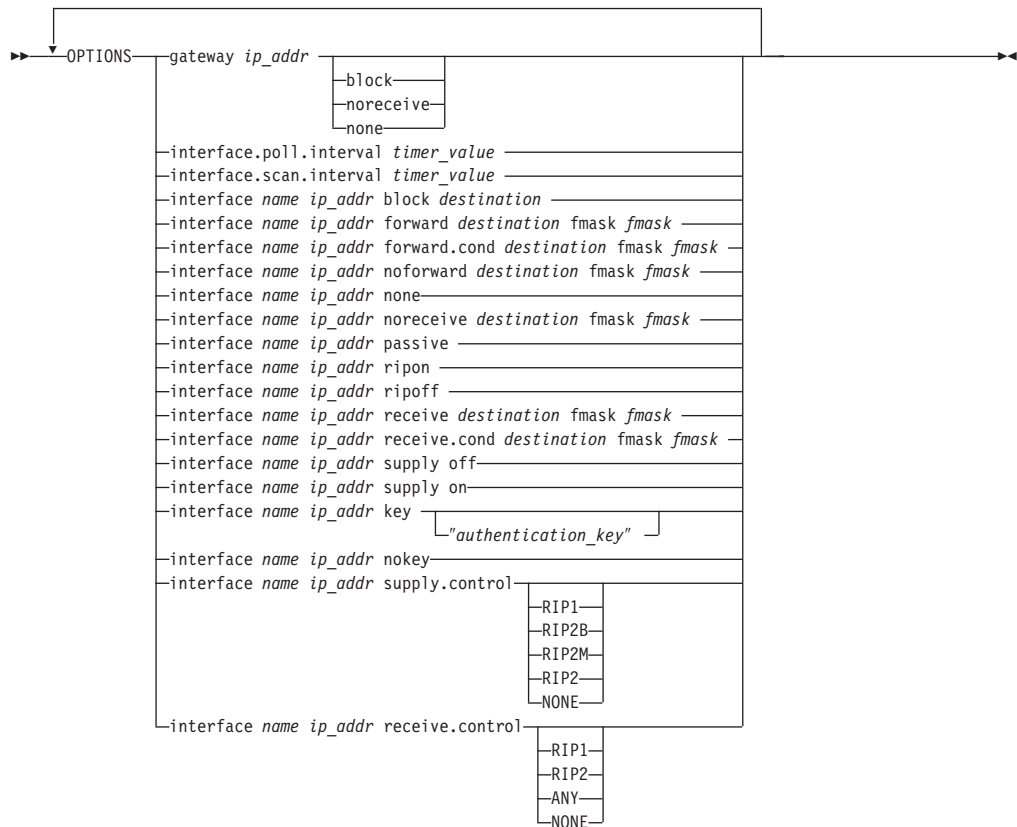 OPTIONS gateway ip_addr
block
noreceive
none
interface.poll.interval timer_value
interface.scan.interval timer_value
interface name ip_addr block destination
interface name ip_addr forward destination fmask fmask
interface name ip_addr forward.cond destination fmask fmask
interface name ip_addr noforward destination fmask fmask
interface name ip_addr none
interface name ip_addr noreceive destination fmask fmask
interface name ip_addr passive
interface name ip_addr ripon
interface name ip_addr ripoff
interface name ip_addr receive destination fmask fmask
interface name ip_addr receive.cond destination fmask fmask
interface name ip_addr supply off
interface name ip_addr supply on
interface name ip_addr key
"authentication_key"
interface name ip_addr nokey
interface name ip_addr supply.control
RIP1
RIP2B
RIP2M
RIP2
NONE
interface name ip_addr receive.control
RIP1
RIP2
ANY
NONE